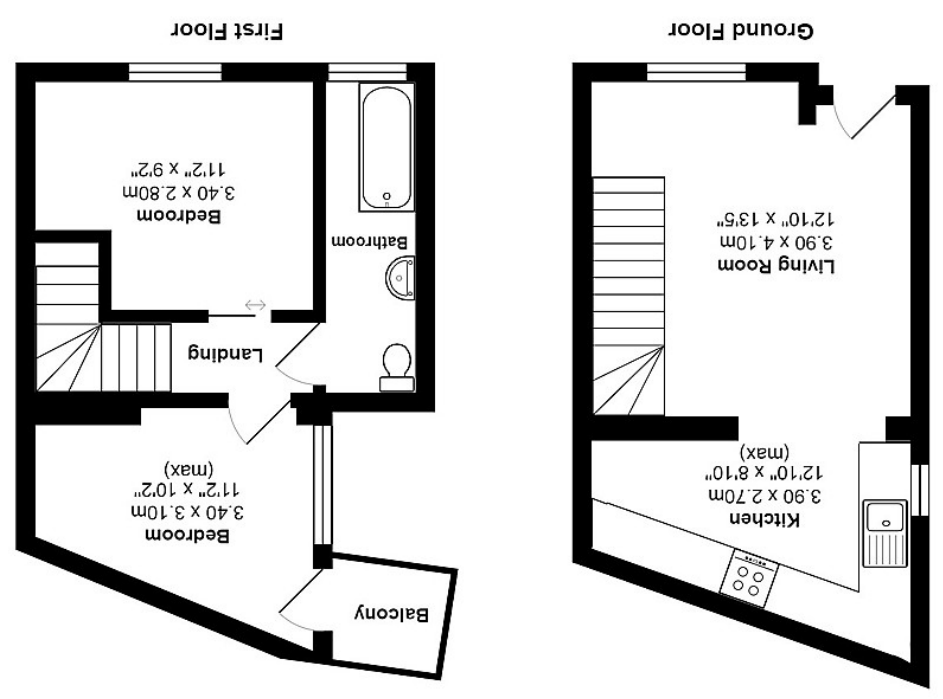 Kitchen
3.90 x 2.70m
12'10" x 8'10"
(max)
Living Room
3.90 x 4.10m
12'10" x 13'5"
Ground Floor
Balcony
Bedroom
3.40 x 3.10m
11'2" x 10'2"
(max)
Landing
Bathroom
Bedroom
3.40 x 2.80m
11'2" x 9'2"
First Floor